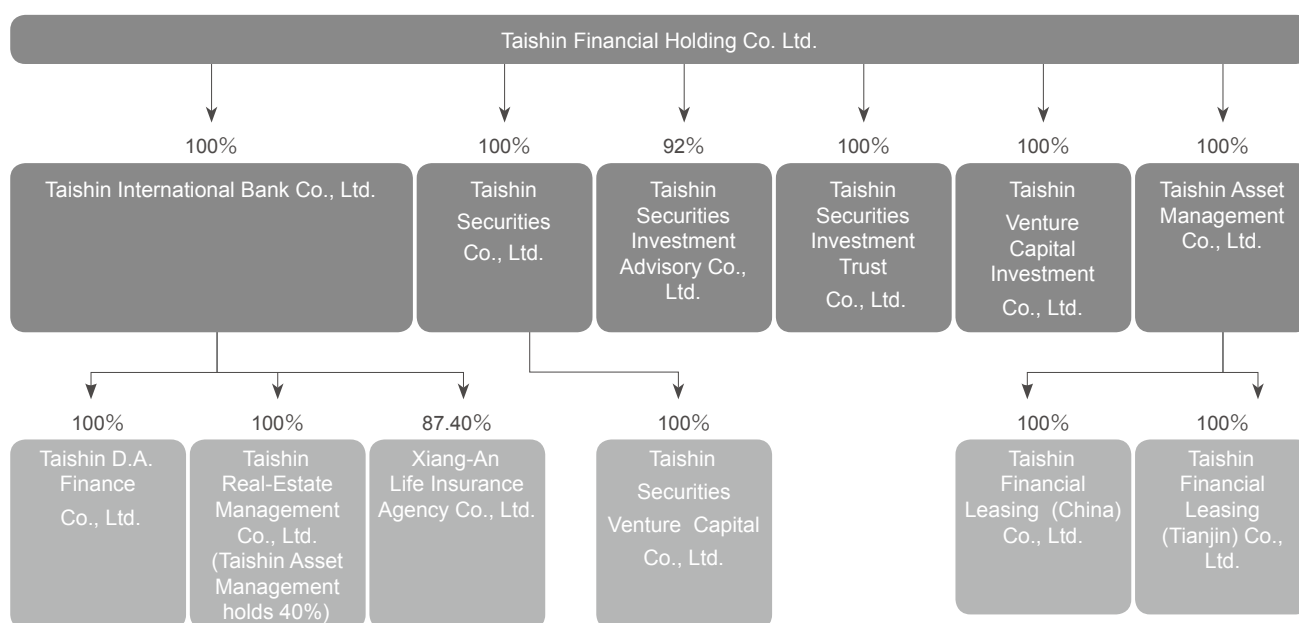 Taishin Financial Holding Co. Ltd.
100%
100%
92%
100%
100%
100%
Taishin International Bank Co., Ltd.
Taishin
Securities
Co., Ltd.
Taishin
Securities
Investment
Advisory Co.,
Ltd.
Taishin
Securities
Investment
Trust
Co., Ltd.
Taishin
Venture
Capital
Investment
Co., Ltd.
Taishin Asset
Management
Co., Ltd.
100%
100%
87.40%
100%
100%
100%
Taishin D.A.
Finance
Co., Ltd.
Taishin
Real-Estate
Management
Co., Ltd.
(Taishin Asset
Management
holds 40%)
Xiang-An
Life Insurance
Agency Co., Ltd.
Taishin
Securities
Venture Capital
Co., Ltd.
Taishin
Financial
Leasing (China)
Co., Ltd.
Taishin
Financial
Leasing
(Tianjin) Co.,
Ltd.